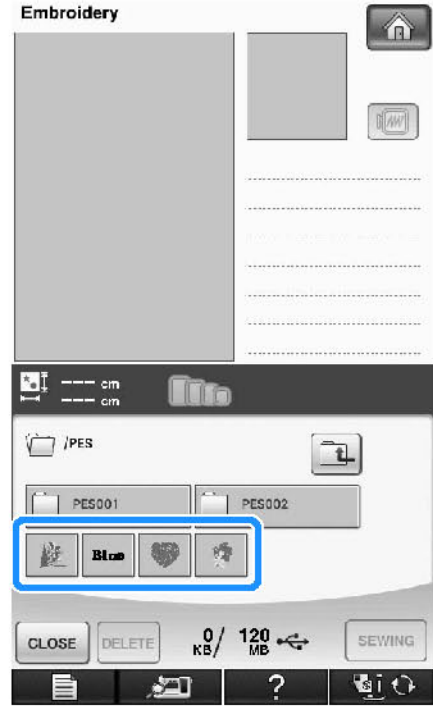 Embroidery
--- cm
--- cm
/PES
PES001 PES002
Blue
CLOSE DELETE 0 KB/ 120 MB SEWING
?